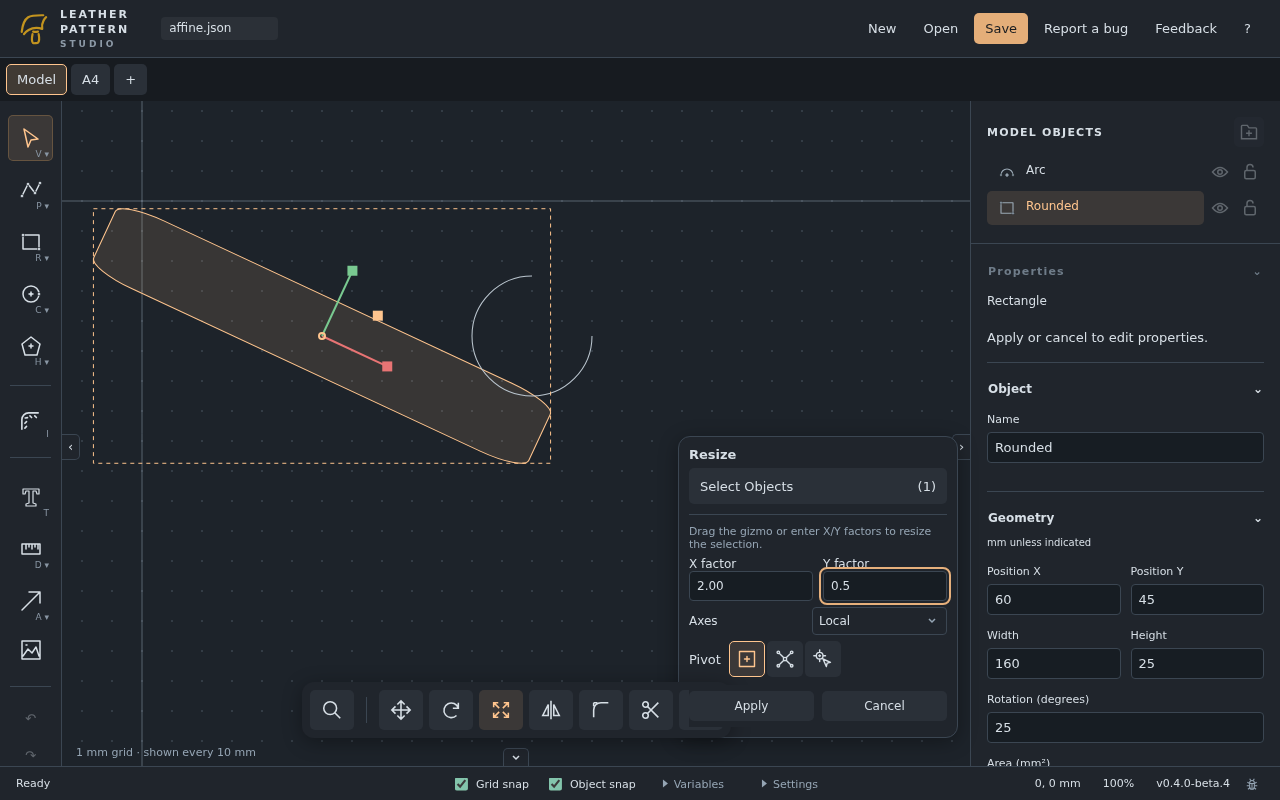 LEATHER
PATTERN
STUDIO
affine.json
New
Open
Save
Report a bug
Feedback
?
Model
A4
+
V ▾
P ▾
R ▾
C ▾
H ▾
I
T
D ▾
A ▾
MODEL OBJECTS
Arc
Rounded
Properties
Rectangle
Apply or cancel to edit properties.
Object
Name
Rounded
Geometry
mm unless indicated
Position X
Position Y
60
45
Width
Height
160
25
Rotation (degrees)
25
Area (mm²)
Resize
Select Objects (1)
Drag the gizmo or enter X/Y factors to resize
the selection.
X factor
Y factor
2.00
0.5
Axes
Local
Pivot
Apply
Cancel
1 mm grid · shown every 10 mm
Ready
Grid snap
Object snap
Variables
Settings
0, 0 mm
100%
v0.4.0-beta.4